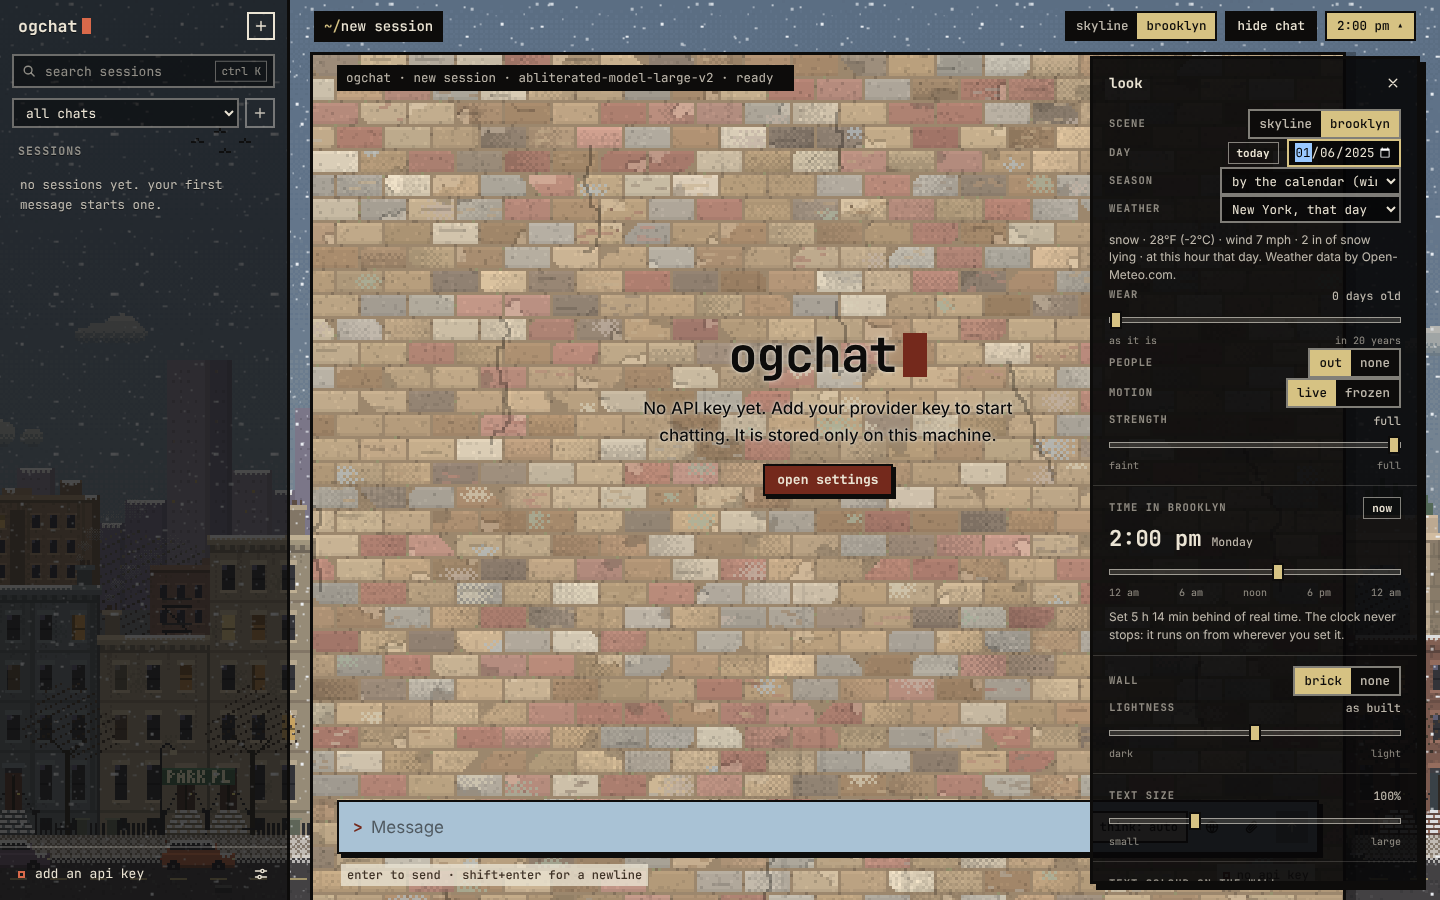 ogchat
+
search sessions
ctrl K
all chats
+
SESSIONS
no sessions yet. your first
message starts one.
PARK PL
add an api key
~/new session
skyline
brooklyn
hide chat
2:00 pm
ogchat · new session · abliterated-model-large-v2 · ready
ogchat
No API key yet. Add your provider key to start
chatting. It is stored only on this machine.
open settings
> Message
enter to send · shift+enter for a newline
look
SCENE
skyline
brooklyn
DAY
today
01/06/2025
SEASON
by the calendar (win
WEATHER
New York, that day
snow · 28°F (-2°C) · wind 7 mph · 2 in of snow
lying · at this hour that day. Weather data by Open-
Meteo.com.
WEAR
0 days old
as it is
in 20 years
PEOPLE
out
none
MOTION
live
frozen
STRENGTH
full
faint
full
TIME IN BROOKLYN
now
2:00 pm Monday
12 am
6 am
noon
6 pm
12 am
Set 5 h 14 min behind of real time. The clock never
stops: it runs on from wherever you set it.
WALL
brick
none
LIGHTNESS
as built
dark
light
TEXT SIZE
100%
think: auto
small
large